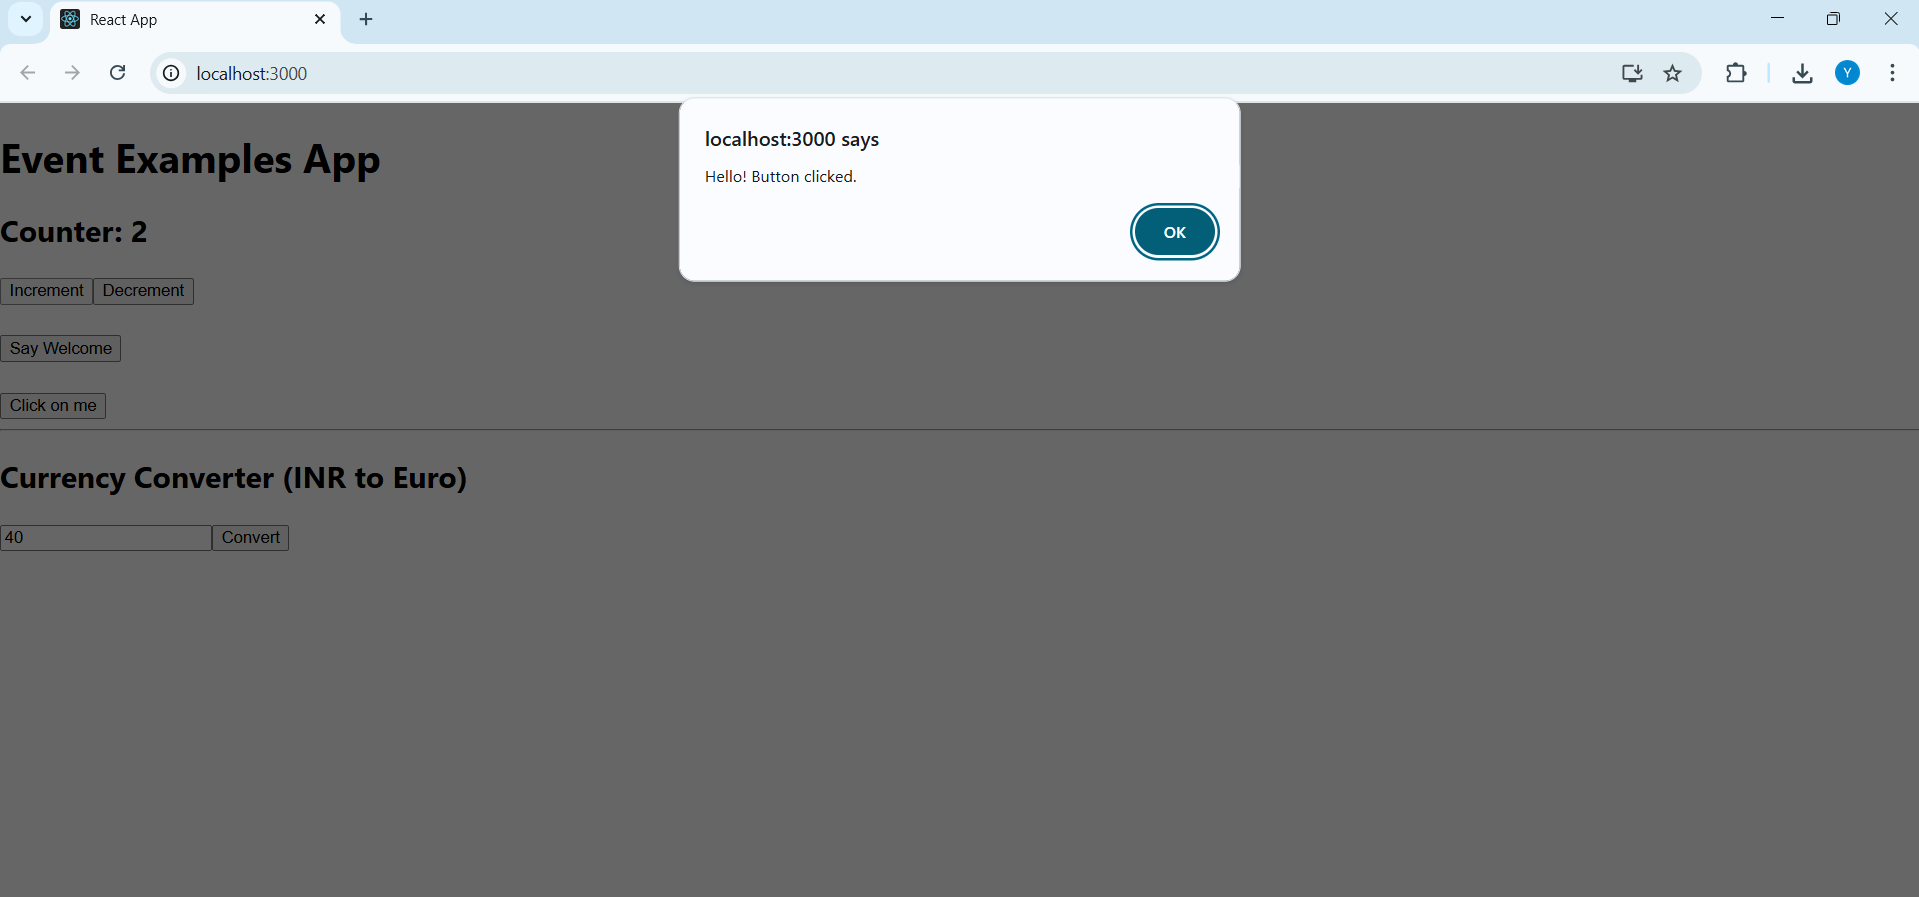 React App
localhost:3000
Y
localhost:3000 says
Hello! Button clicked.
OK
Event Examples App
Counter: 2
Increment Decrement
Say Welcome
Click on me
Currency Converter (INR to Euro)
40 Convert